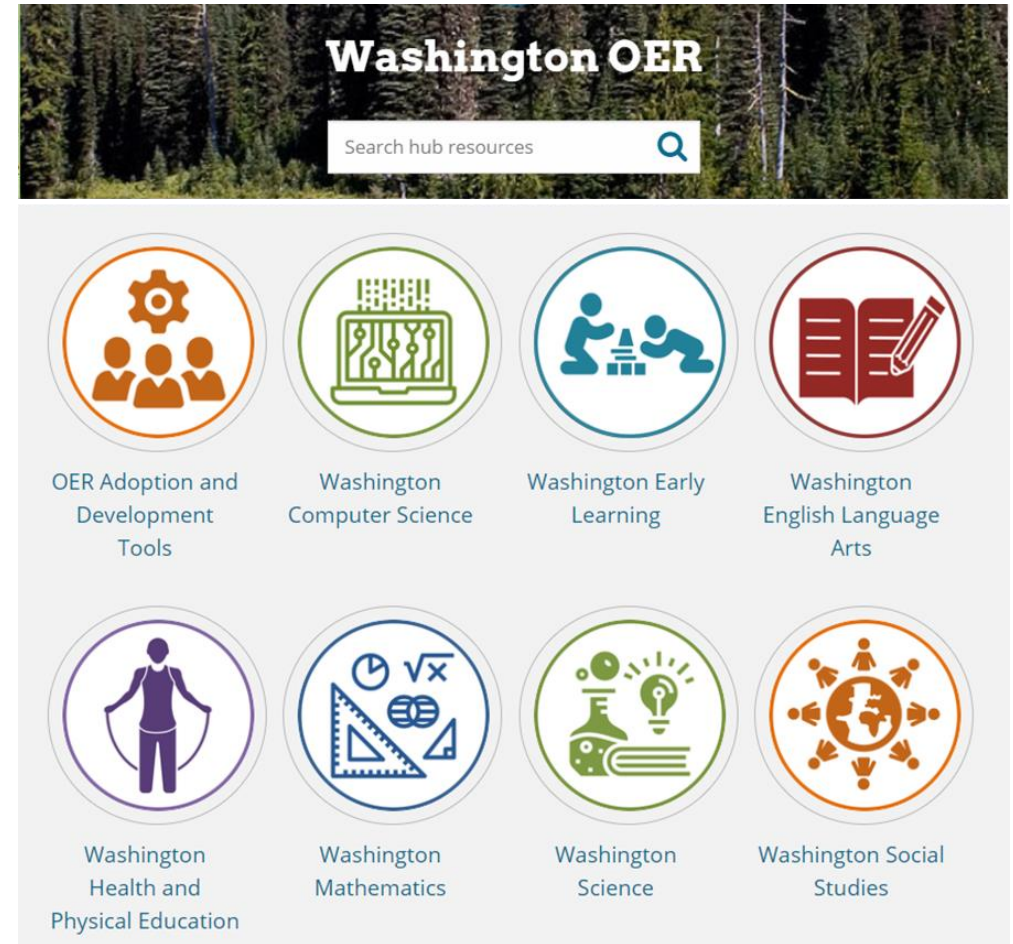 Washington OER
Search hub resources
OER Adoption and
Development
Tools
Washington
Computer Science
Washington Early
Learning
Washington
English Language
Arts
√x
Washington
Health and
Physical Education
Washington
Mathematics
Washington
Science
Washington Social
Studies